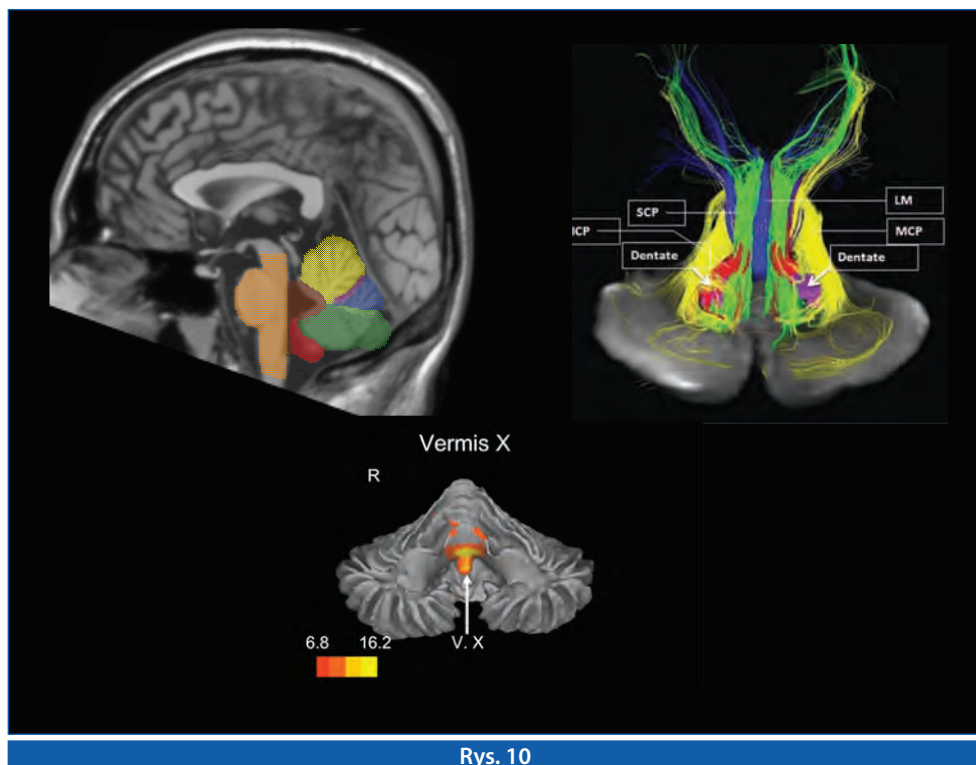 SCP
LM
ICP
MCP
Dentate
Dentate
Vermis X
R
6.8 16.2
V. X
Rys. 10